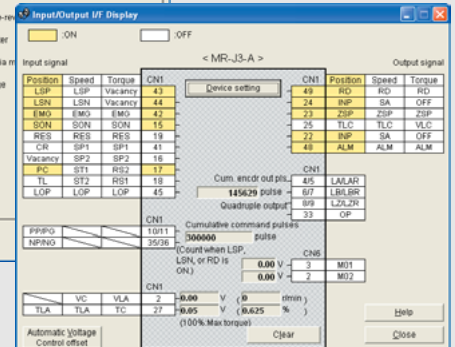 Input/Output I/F Display
:ON :OFF
Input signal < MR-J3-A > Output signal
Position Speed Torque CN1 Device setting CN1 Position Speed Torque
LSP LSP Vacancy 43 49 RD RD RD
LSN LSN Vacancy 44 24 INP SA OFF
EMG EMG EMG 42 23 ZSP ZSP ZSP
SON SON SON 15 25 TLC TLC VLC
RES RES RES 19 22 INP SA OFF
CR SP1 SP1 41 48 ALM ALM ALM
Vacancy SP2 SP2 16
PC ST1 RS2 17 CN1
TL ST2 RS1 18 Cum. encdr out pls. 4/5 LA/LAR
LOP LOP LOP 45 145629 pulse 6/7 LB/LBR
Quadruple output 8/9 LZ/LZR
33 OP
CN1
PP/PG 10/11 Cumulative command pulses
NP/NG 35/36 300000 pulse
(Count when LSP, LSN, or RD is ON.) CN6
0.00 V 3 MO1
0.00 V 2 MO2
CN1
VC VLA 2 0.00 V ( 0 r/min )
TLA TLA TC 27 0.05 V ( 0.625 % )
(100% Max torque)
Help
Automatic Voltage Control offset
Clear
Close